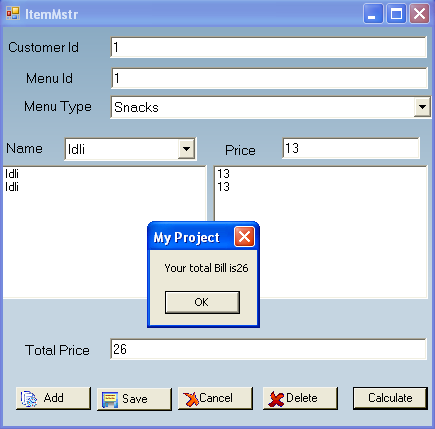 ItemMstr
Customer Id 1
Menu Id 1
Menu Type Snacks
Name Idli Price 13
Idli 13
Idli 13
My Project
Your total Bill is26
OK
Total Price 26
Add Save Cancel Delete Calculate